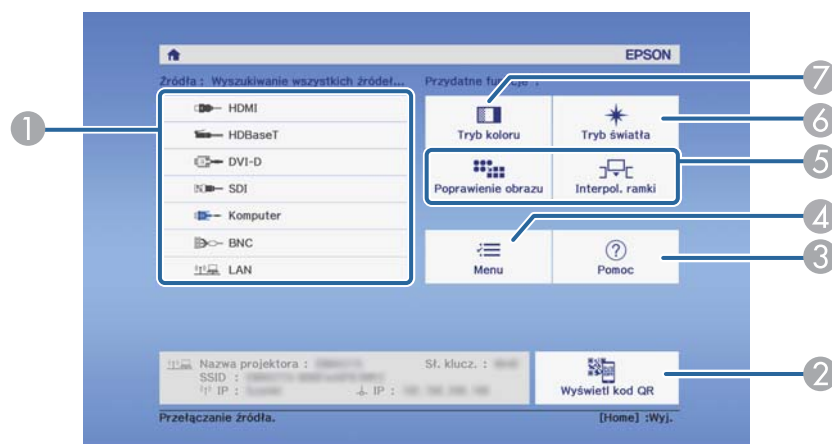 EPSON
Źródła : Wyszukiwanie wszystkich źródeł... Przydatne funkcje :
HDMI
HDBaseT
DVI-D
SDI
Komputer
BNC
LAN
Tryb koloru
Tryb światła
Poprawienie obrazu
Interpol. ramki
Menu
Pomoc
Nazwa projektora : Sł. klucz. :
SSID :
IP : IP :
Wyświetl kod QR
Przełączanie źródła. [Home] :Wyj.
1
7
6
5
4
3
2